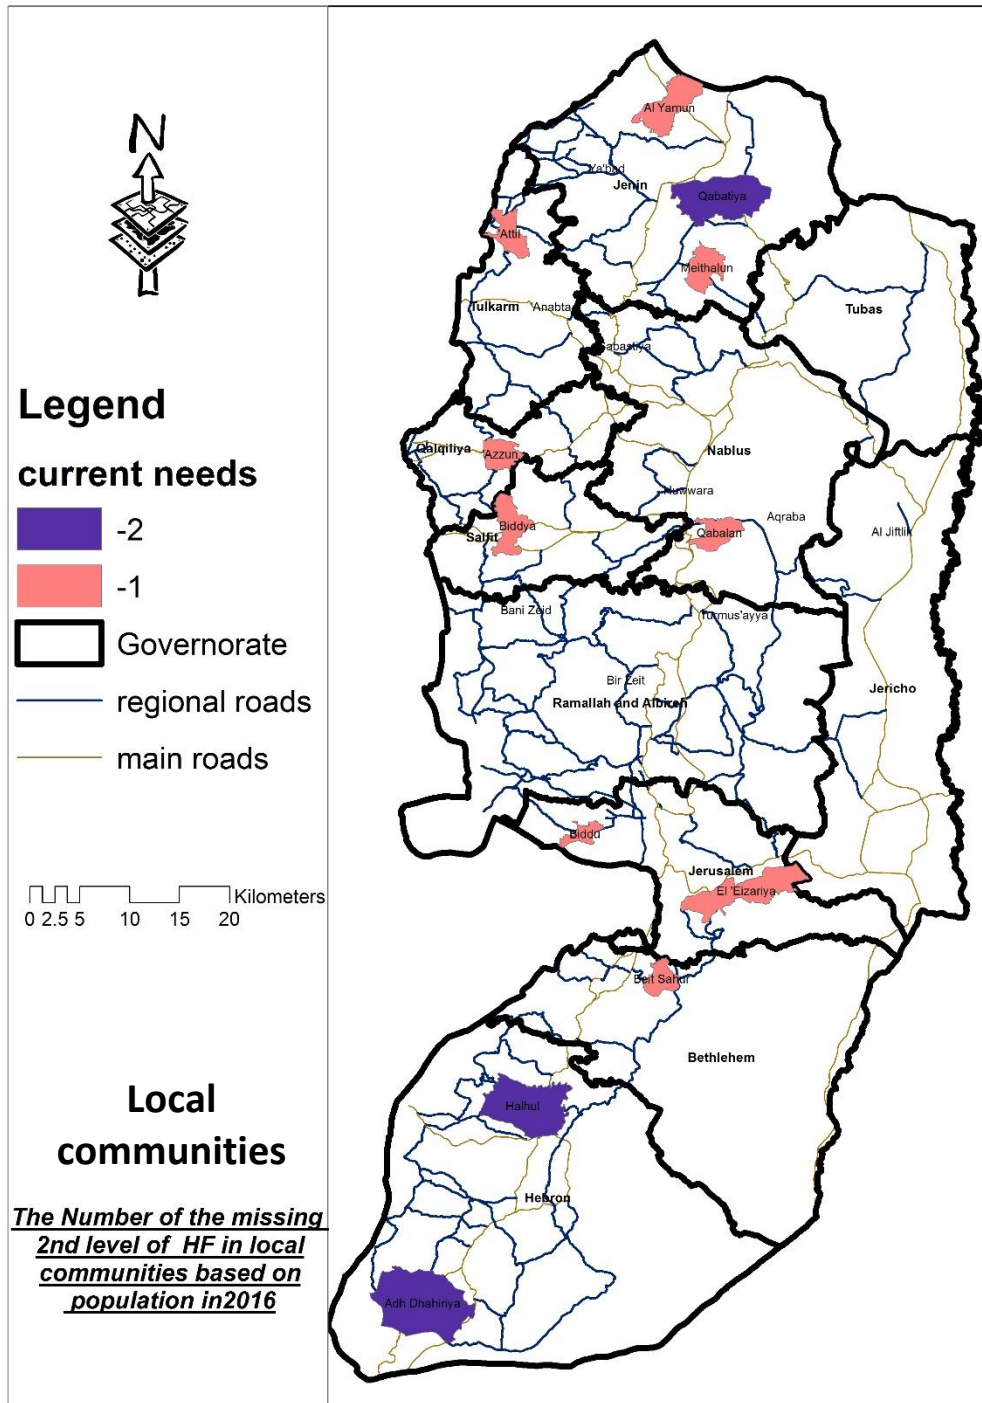 N
Legend
current needs
-2
-1
Governorate
regional roads
main roads
Kilometers
0 2.5 5 10 15 20
Local
communities
The Number of the missing
2nd level of HF in local
communities based on
population in2016
Al Yamun
Ya'bad
Jenin
Qabatiya
Attil
Meithalun
Tulkarm
'Anabta
Tubas
Sabastiya
Qalqiliya
Azzun
Nablus
Huwwara
Biddya
Salfit
Aqraba
Qabalan
Al Jiftlik
Bani Zeid
Turmus'ayya
Bir Zeit
Ramallah and Albireh
Jericho
Biddu
Jerusalem
El 'Eizariya
Beit Sahur
Bethlehem
Halhul
Hebron
Adh Dhahiriya